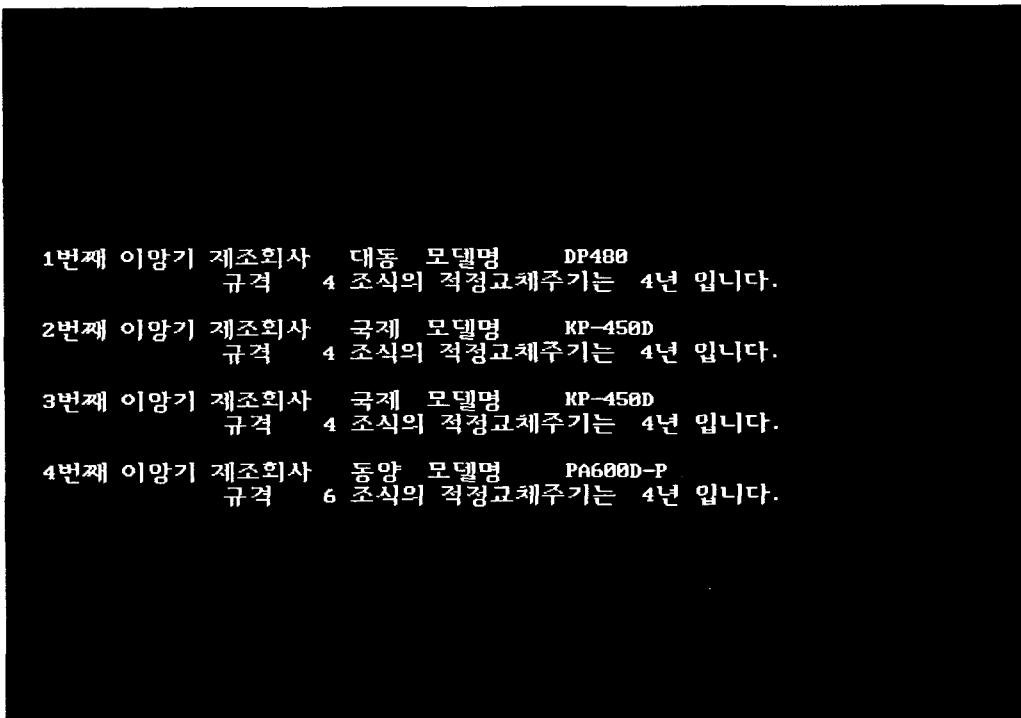 1번째 이앙기 제조회사 대동 모델명 DP480
규격 4 조식의 적정교체주기는 4년 입니다.
2번째 이앙기 제조회사 국제 모델명 KP-450D
규격 4 조식의 적정교체주기는 4년 입니다.
3번째 이앙기 제조회사 국제 모델명 KP-450D
규격 4 조식의 적정교체주기는 4년 입니다.
4번째 이앙기 제조회사 동양 모델명 PA600D-P
규격 6 조식의 적정교체주기는 4년 입니다.